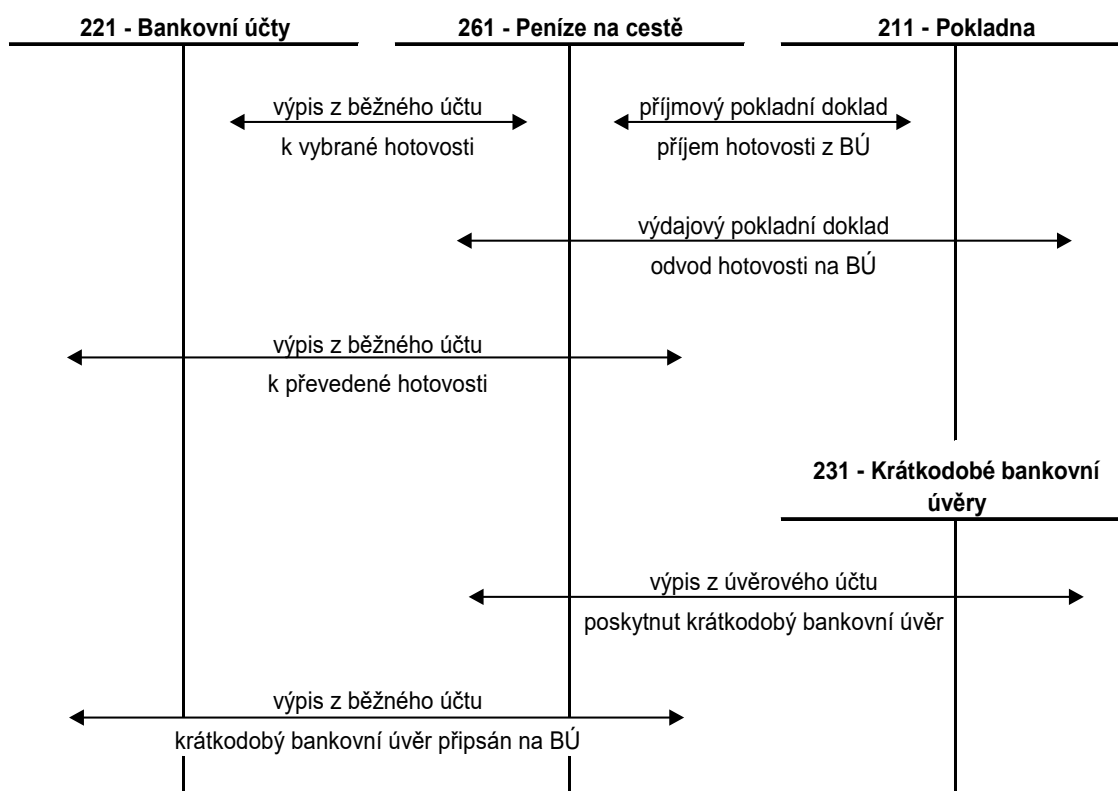 221 - Bankovní účty
261 - Peníze na cestě
211 - Pokladna
výpis z běžného účtu
k vybrané hotovosti
příjmový pokladní doklad
příjem hotovosti z BÚ
výdajový pokladní doklad
odvod hotovosti na BÚ
výpis z běžného účtu
k převedené hotovosti
231 - Krátkodobé bankovní
úvěry
výpis z úvěrového účtu
poskytnut krátkodobý bankovní úvěr
výpis z běžného účtu
krátkodobý bankovní úvěr připsán na BÚ